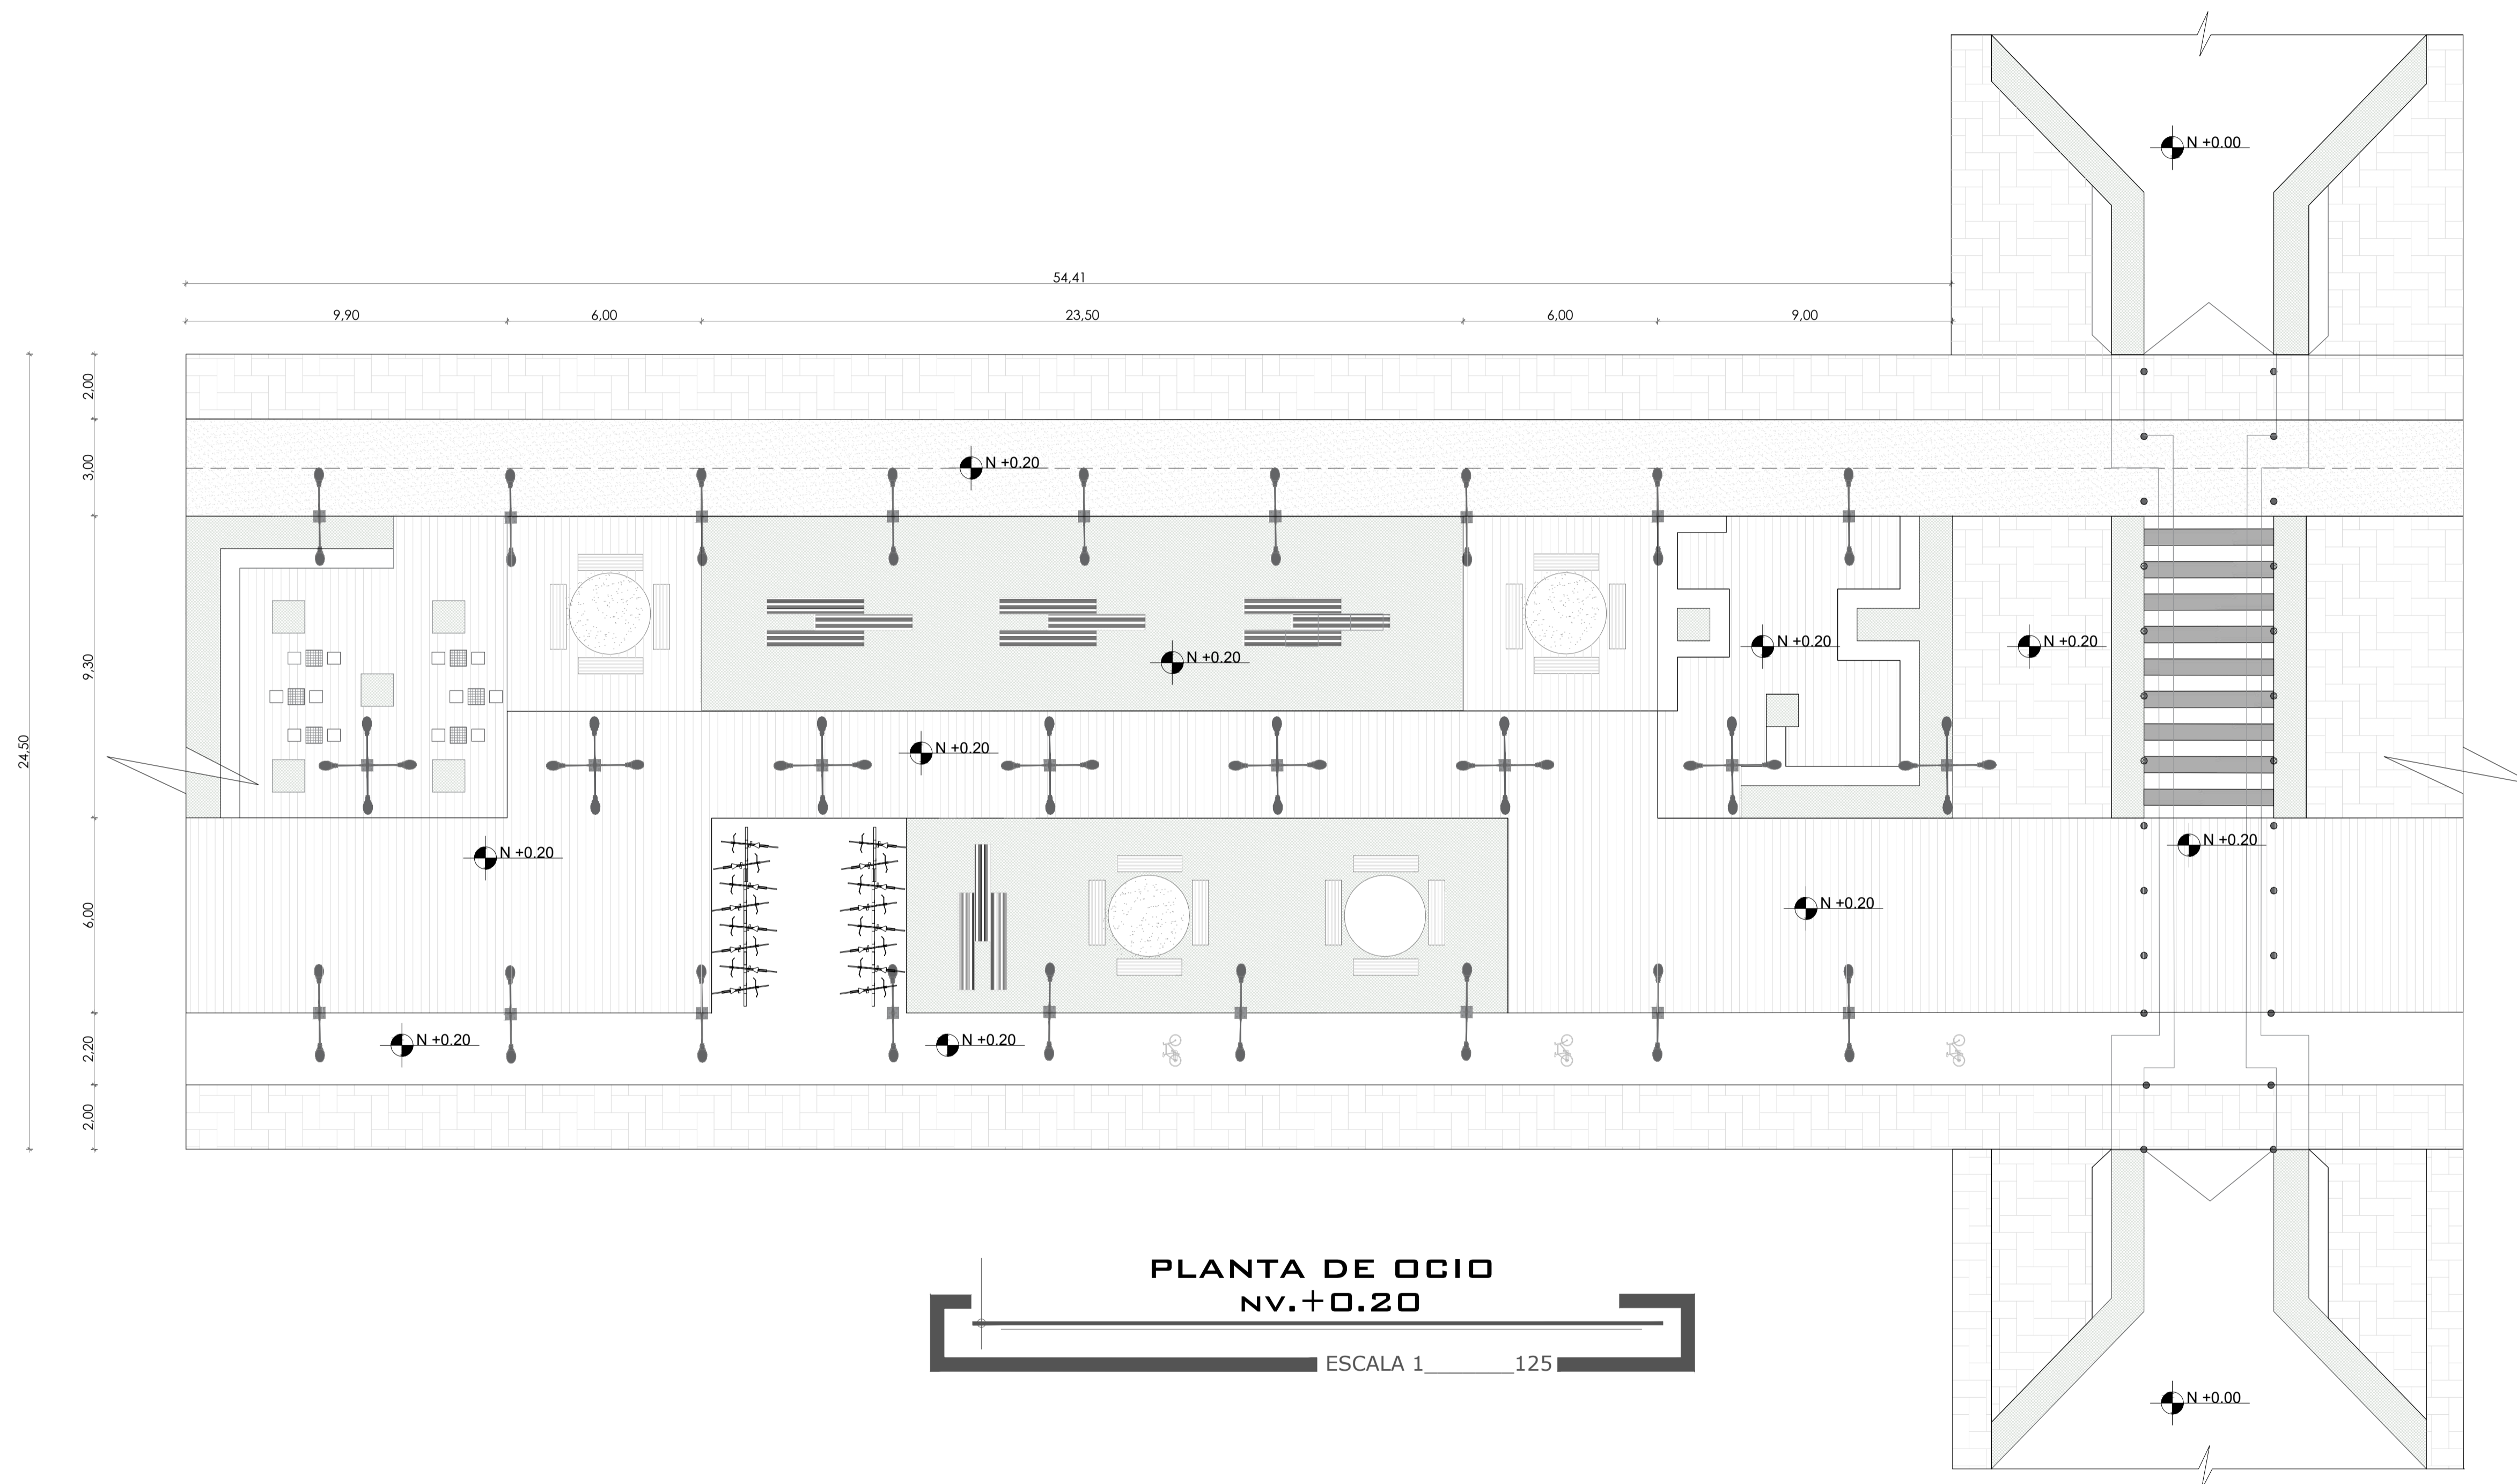 N +0.00
54,41
9,90
6,00
23,50
6,00
9,00
2,00
3,00
9,30
24,50
6,00
2,20
2,00
N +0.20
N +0.20
N +0.20
N +0.20
N +0.20
N +0.20
N +0.20
N +0.20
N +0.20
N +0.20
PLANTA DE OCIO
NV.+0.20
ESCALA 1________125
N +0.00